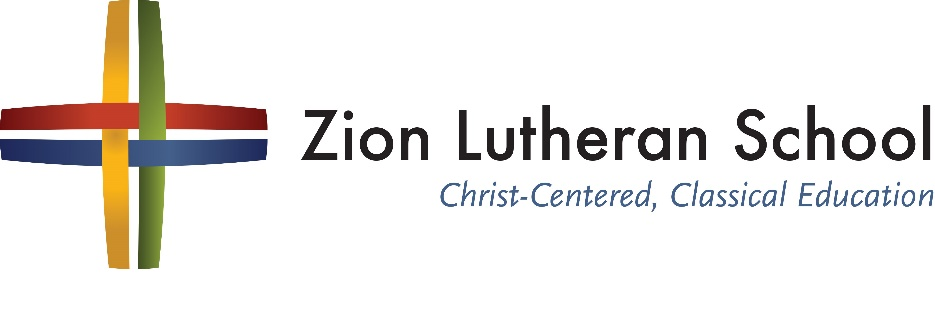 Zion Lutheran School
Christ-Centered, Classical Education